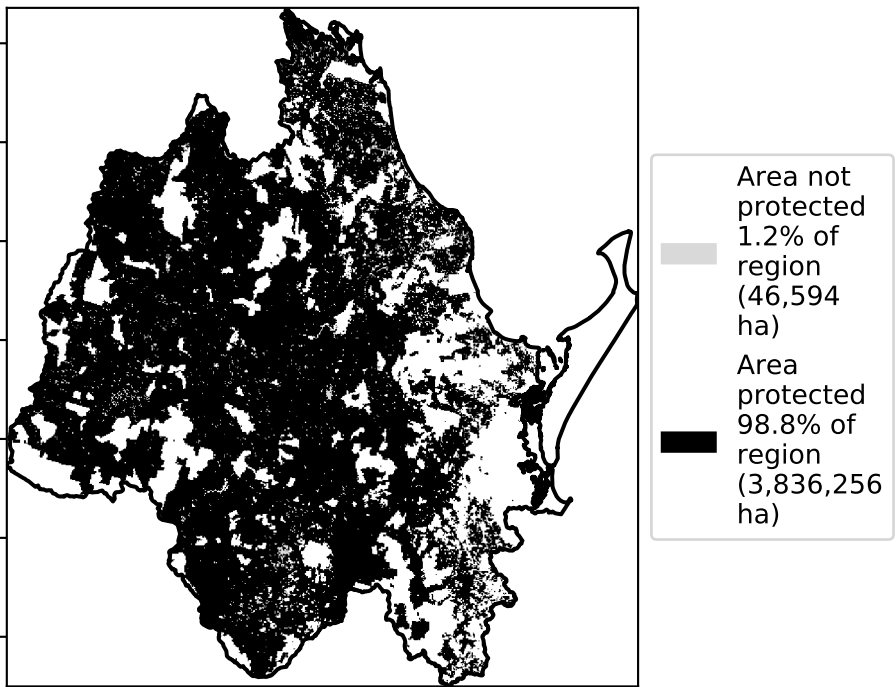 Area not
protected
1.2% of
region
(46,594
ha)
Area
protected
98.8% of
region
(3,836,256
ha)